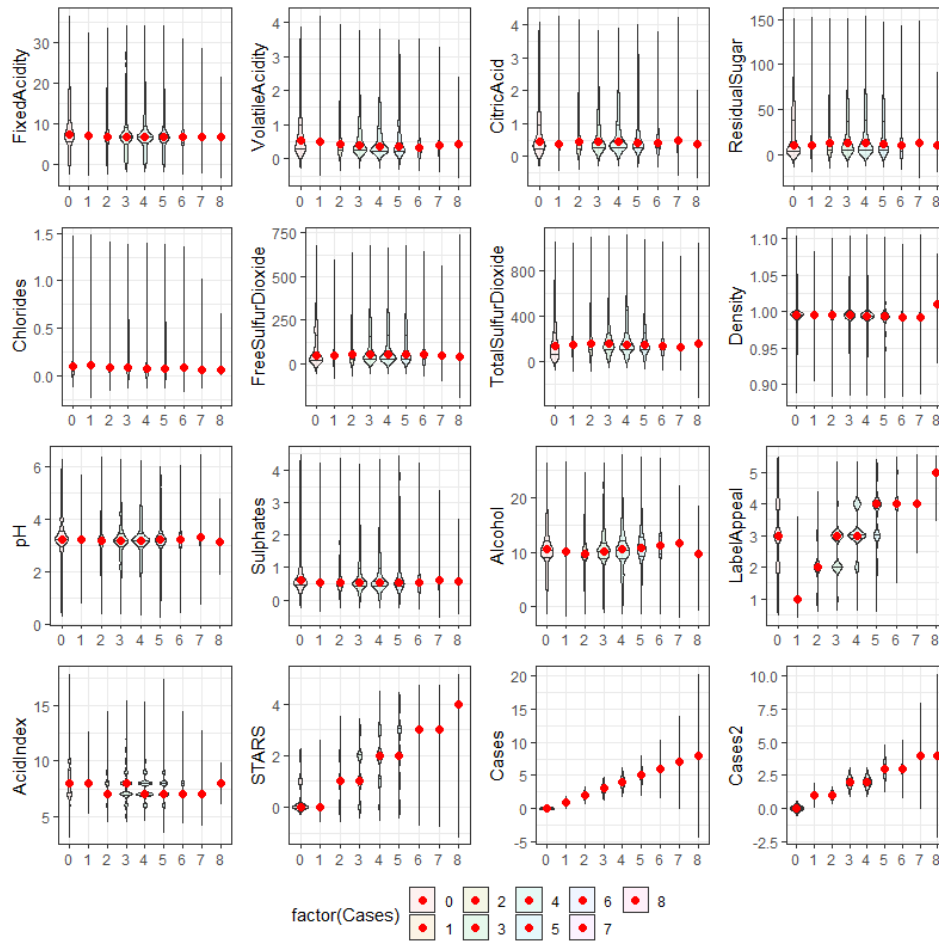 FixedAcidity
30
20
10
0
0 1 2 3 4 5 6 7 8
VolatileAcidity
4
3
2
1
0
0 1 2 3 4 5 6 7 8
CitricAcid
4
3
2
1
0
0 1 2 3 4 5 6 7 8
ResidualSugar
150
100
50
0
0 1 2 3 4 5 6 7 8
Chlorides
1.5
1.0
0.5
0.0
0 1 2 3 4 5 6 7 8
FreeSulfurDioxide
750
500
250
0
0 1 2 3 4 5 6 7 8
TotalSulfurDioxide
800
400
0
0 1 2 3 4 5 6 7 8
Density
1.10
1.05
1.00
0.95
0.90
0 1 2 3 4 5 6 7 8
pH
6
4
2
0
0 1 2 3 4 5 6 7 8
Sulphates
4
3
2
1
0
0 1 2 3 4 5 6 7 8
Alcohol
20
10
0
0 1 2 3 4 5 6 7 8
LabelAppeal
5
4
3
2
1
0 1 2 3 4 5 6 7 8
AcidIndex
15
10
5
0 1 2 3 4 5 6 7 8
STARS
4
2
0
0 1 2 3 4 5 6 7 8
Cases
20
15
10
5
0
-5
0 1 2 3 4 5 6 7 8
Cases2
10.0
7.5
5.0
2.5
0.0
-2.5
0 1 2 3 4 5 6 7 8
factor(Cases)
0 2 4 6 8
1 3 5 7